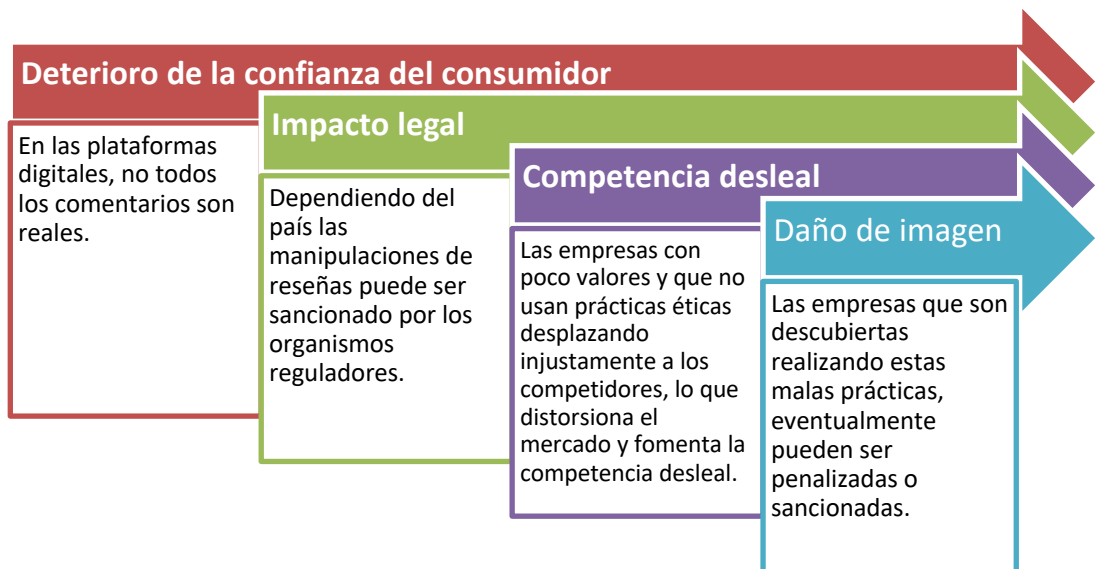 Deterioro de la confianza del consumidor
En las plataformas
digitales, no todos
los comentarios son
reales.
Impacto legal
Dependiendo del
país las
manipulaciones de
reseñas puede ser
sancionado por los
organismos
reguladores.
Competencia desleal
Las empresas con
poco valores y que no
usan prácticas éticas
desplazando
injustamente a los
competidores, lo que
distorsiona el
mercado y fomenta la
competencia desleal.
Daño de imagen
Las empresas que son
descubiertas
realizando estas
malas prácticas,
eventualmente
pueden ser
penalizadas o
sancionadas.